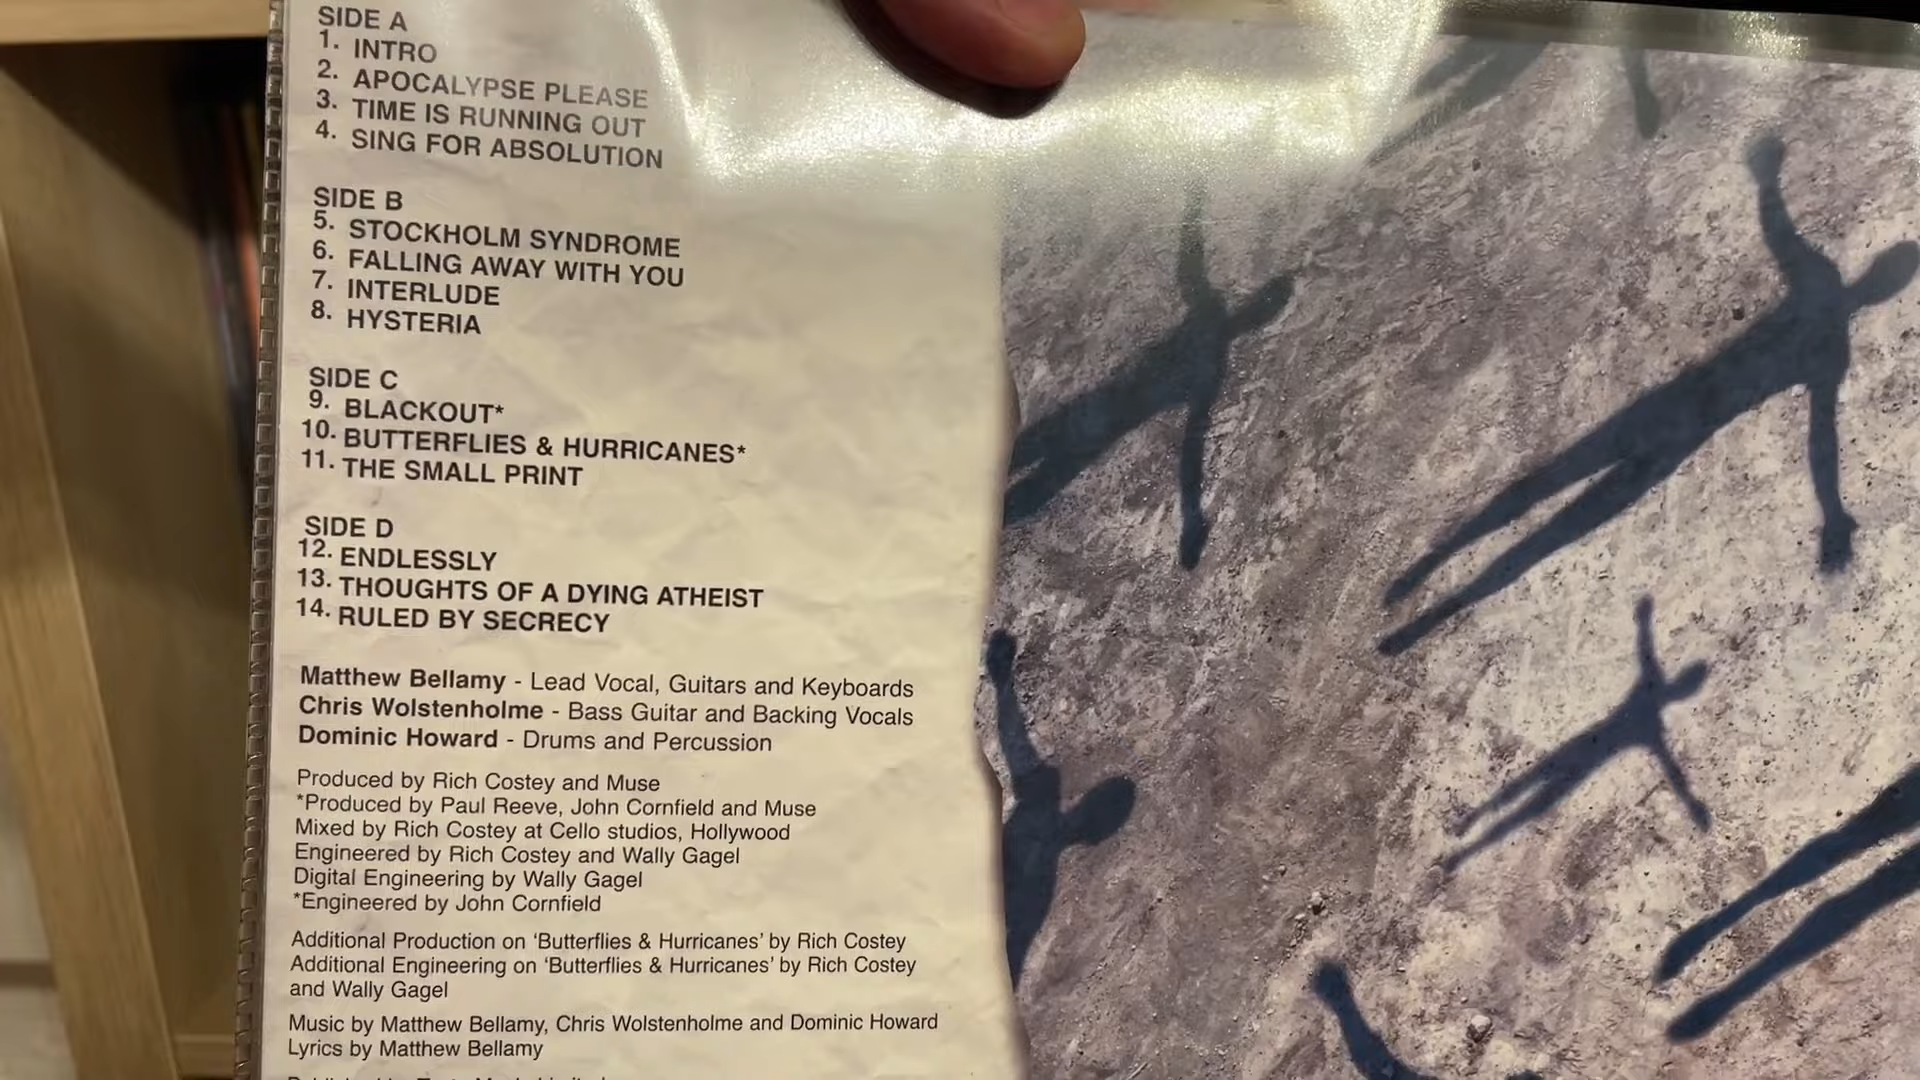 SIDE A
1. INTRO
2. APOCALYPSE PLEASE
3. TIME IS RUNNING OUT
4. SING FOR ABSOLUTION
SIDE B
5. STOCKHOLM SYNDROME
6. FALLING AWAY WITH YOU
7. INTERLUDE
8. HYSTERIA
SIDE C
9. BLACKOUT*
10. BUTTERFLIES & HURRICANES*
11. THE SMALL PRINT
SIDE D
12. ENDLESSLY
13. THOUGHTS OF A DYING ATHEIST
14. RULED BY SECRECY
Matthew Bellamy - Lead Vocal, Guitars and Keyboards
Chris Wolstenholme - Bass Guitar and Backing Vocals
Dominic Howard - Drums and Percussion
Produced by Rich Costey and Muse
*Produced by Paul Reeve, John Cornfield and Muse
Mixed by Rich Costey at Cello studios, Hollywood
Engineered by Rich Costey and Wally Gagel
Digital Engineering by Wally Gagel
*Engineered by John Cornfield
Additional Production on ‘Butterflies & Hurricanes’ by Rich Costey
Additional Engineering on ‘Butterflies & Hurricanes’ by Rich Costey
and Wally Gagel
Music by Matthew Bellamy, Chris Wolstenholme and Dominic Howard
Lyrics by Matthew Bellamy